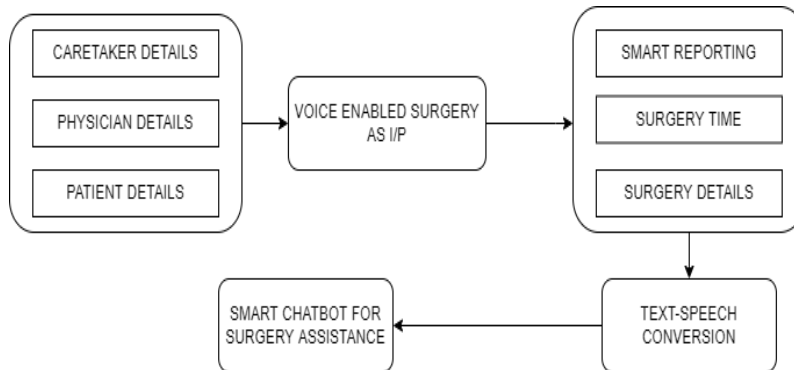 CARETAKER DETAILS
PHYSICIAN DETAILS
PATIENT DETAILS
VOICE ENABLED SURGERY
AS I/P
SMART REPORTING
SURGERY TIME
SURGERY DETAILS
TEXT-SPEECH
CONVERSION
SMART CHATBOT FOR
SURGERY ASSISTANCE